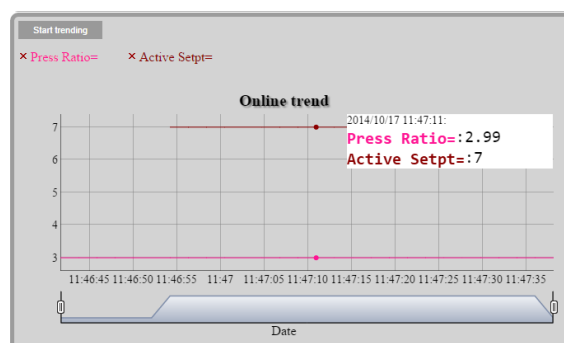 Start trending
× Press Ratio= × Active Setpt=
Online trend
2014/10/17 11:47:11:
Press Ratio=:2.99
Active Setpt=:7
7
6
5
4
3
11:46:45 11:46:50 11:46:55 11:47 11:47:05 11:47:10 11:47:15 11:47:20 11:47:25 11:47:30 11:47:35
Date